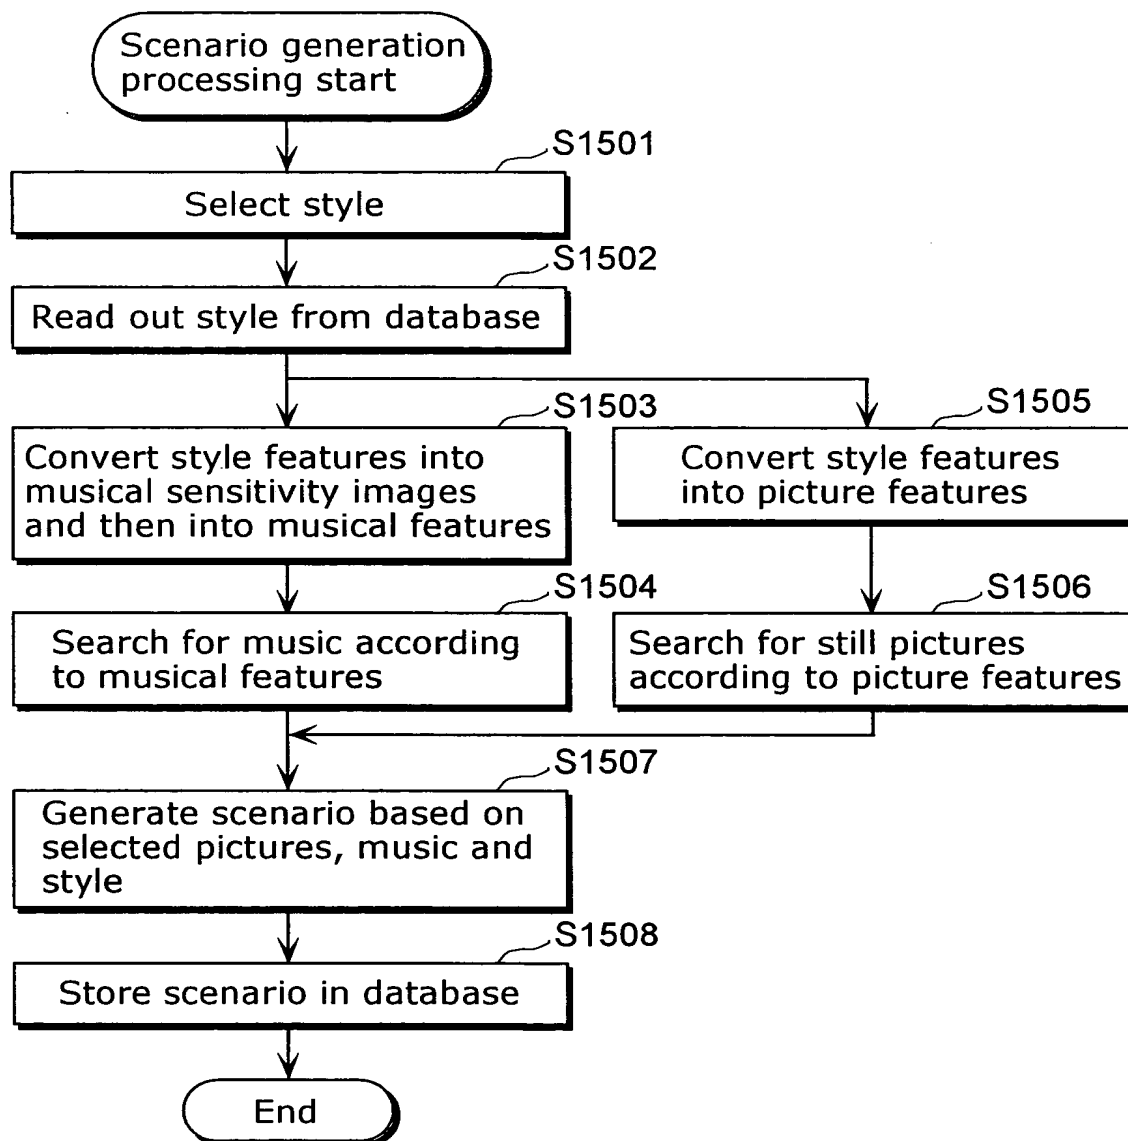 Scenario generation
processing start
S1501
Select style
S1502
Read out style from database
S1503
Convert style features into
musical sensitivity images
and then into musical features
S1505
Convert style features
into picture features
S1504
Search for music according
to musical features
S1506
Search for still pictures
according to picture features
S1507
Generate scenario based on
selected pictures, music and
style
S1508
Store scenario in database
End